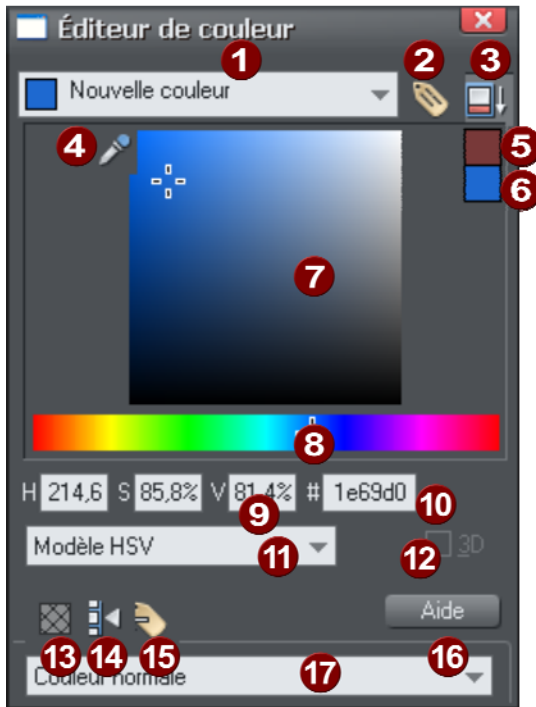 Éditeur de couleur
1 2 3
Nouvelle couleur
4 5
6
7
8
H 214,6 S 85,8% V 81,4% # 1e69d0
9 10
Modèle HSV 11 12 3D
Aide
13 14 15 16
Couleur normale 17